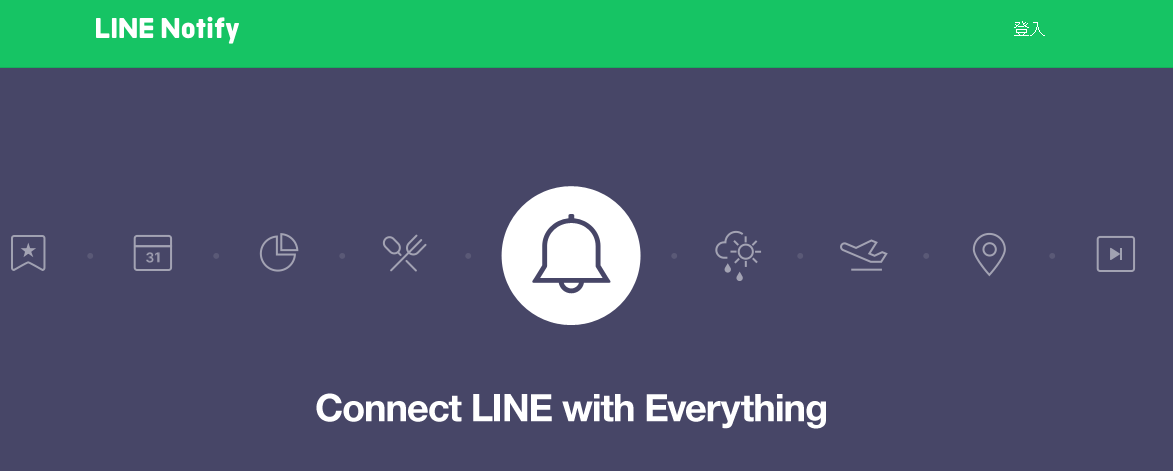 LINE Notify
登入
31
Connect LINE with Everything